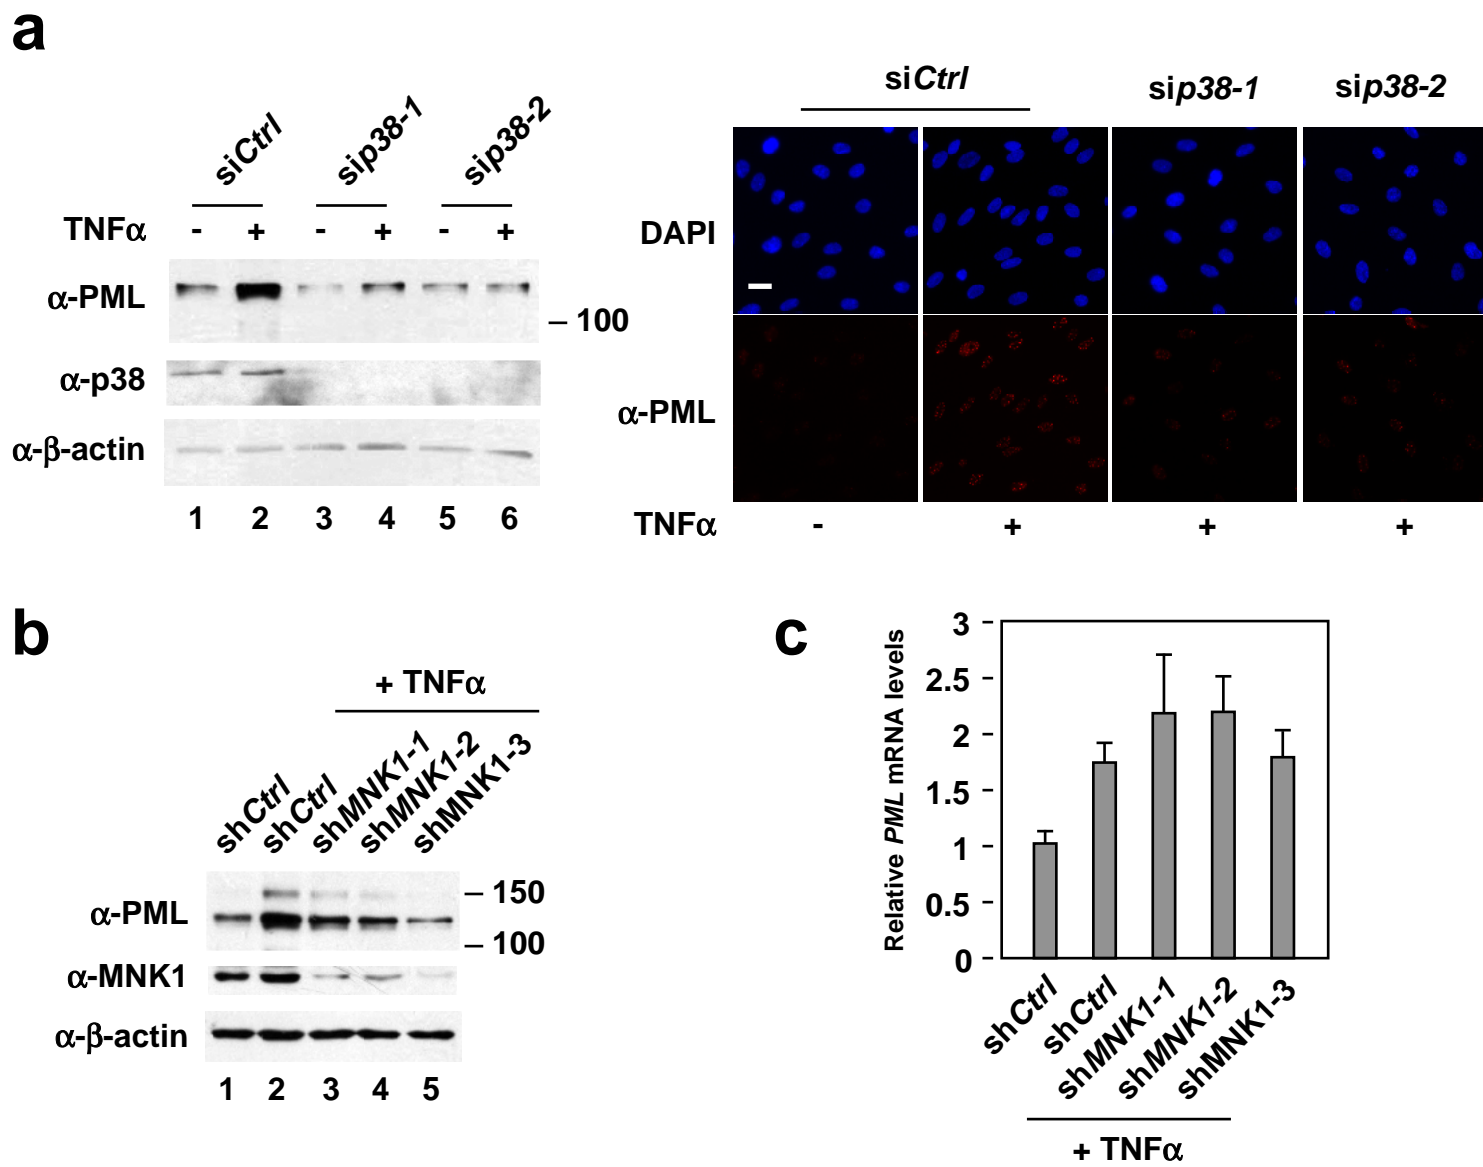 a
siCtrl
sip38-1
sip38-2
TNFα
- + - + - +
α-PML
– 100
α-p38
α-β-actin
1 2 3 4 5 6
siCtrl
sip38-1
sip38-2
DAPI
α-PML
TNFα
- + + +
b
+ TNFα
shCtrl
shCtrl
shMNK1-1
shMNK1-2
shMNK1-3
α-PML
– 150
– 100
α-MNK1
α-β-actin
1 2 3 4 5
c
Relative PML mRNA levels
3
2.5
2
1.5
1
0.5
0
shCtrl
shCtrl
shMNK1-1
shMNK1-2
shMNK1-3
+ TNFα